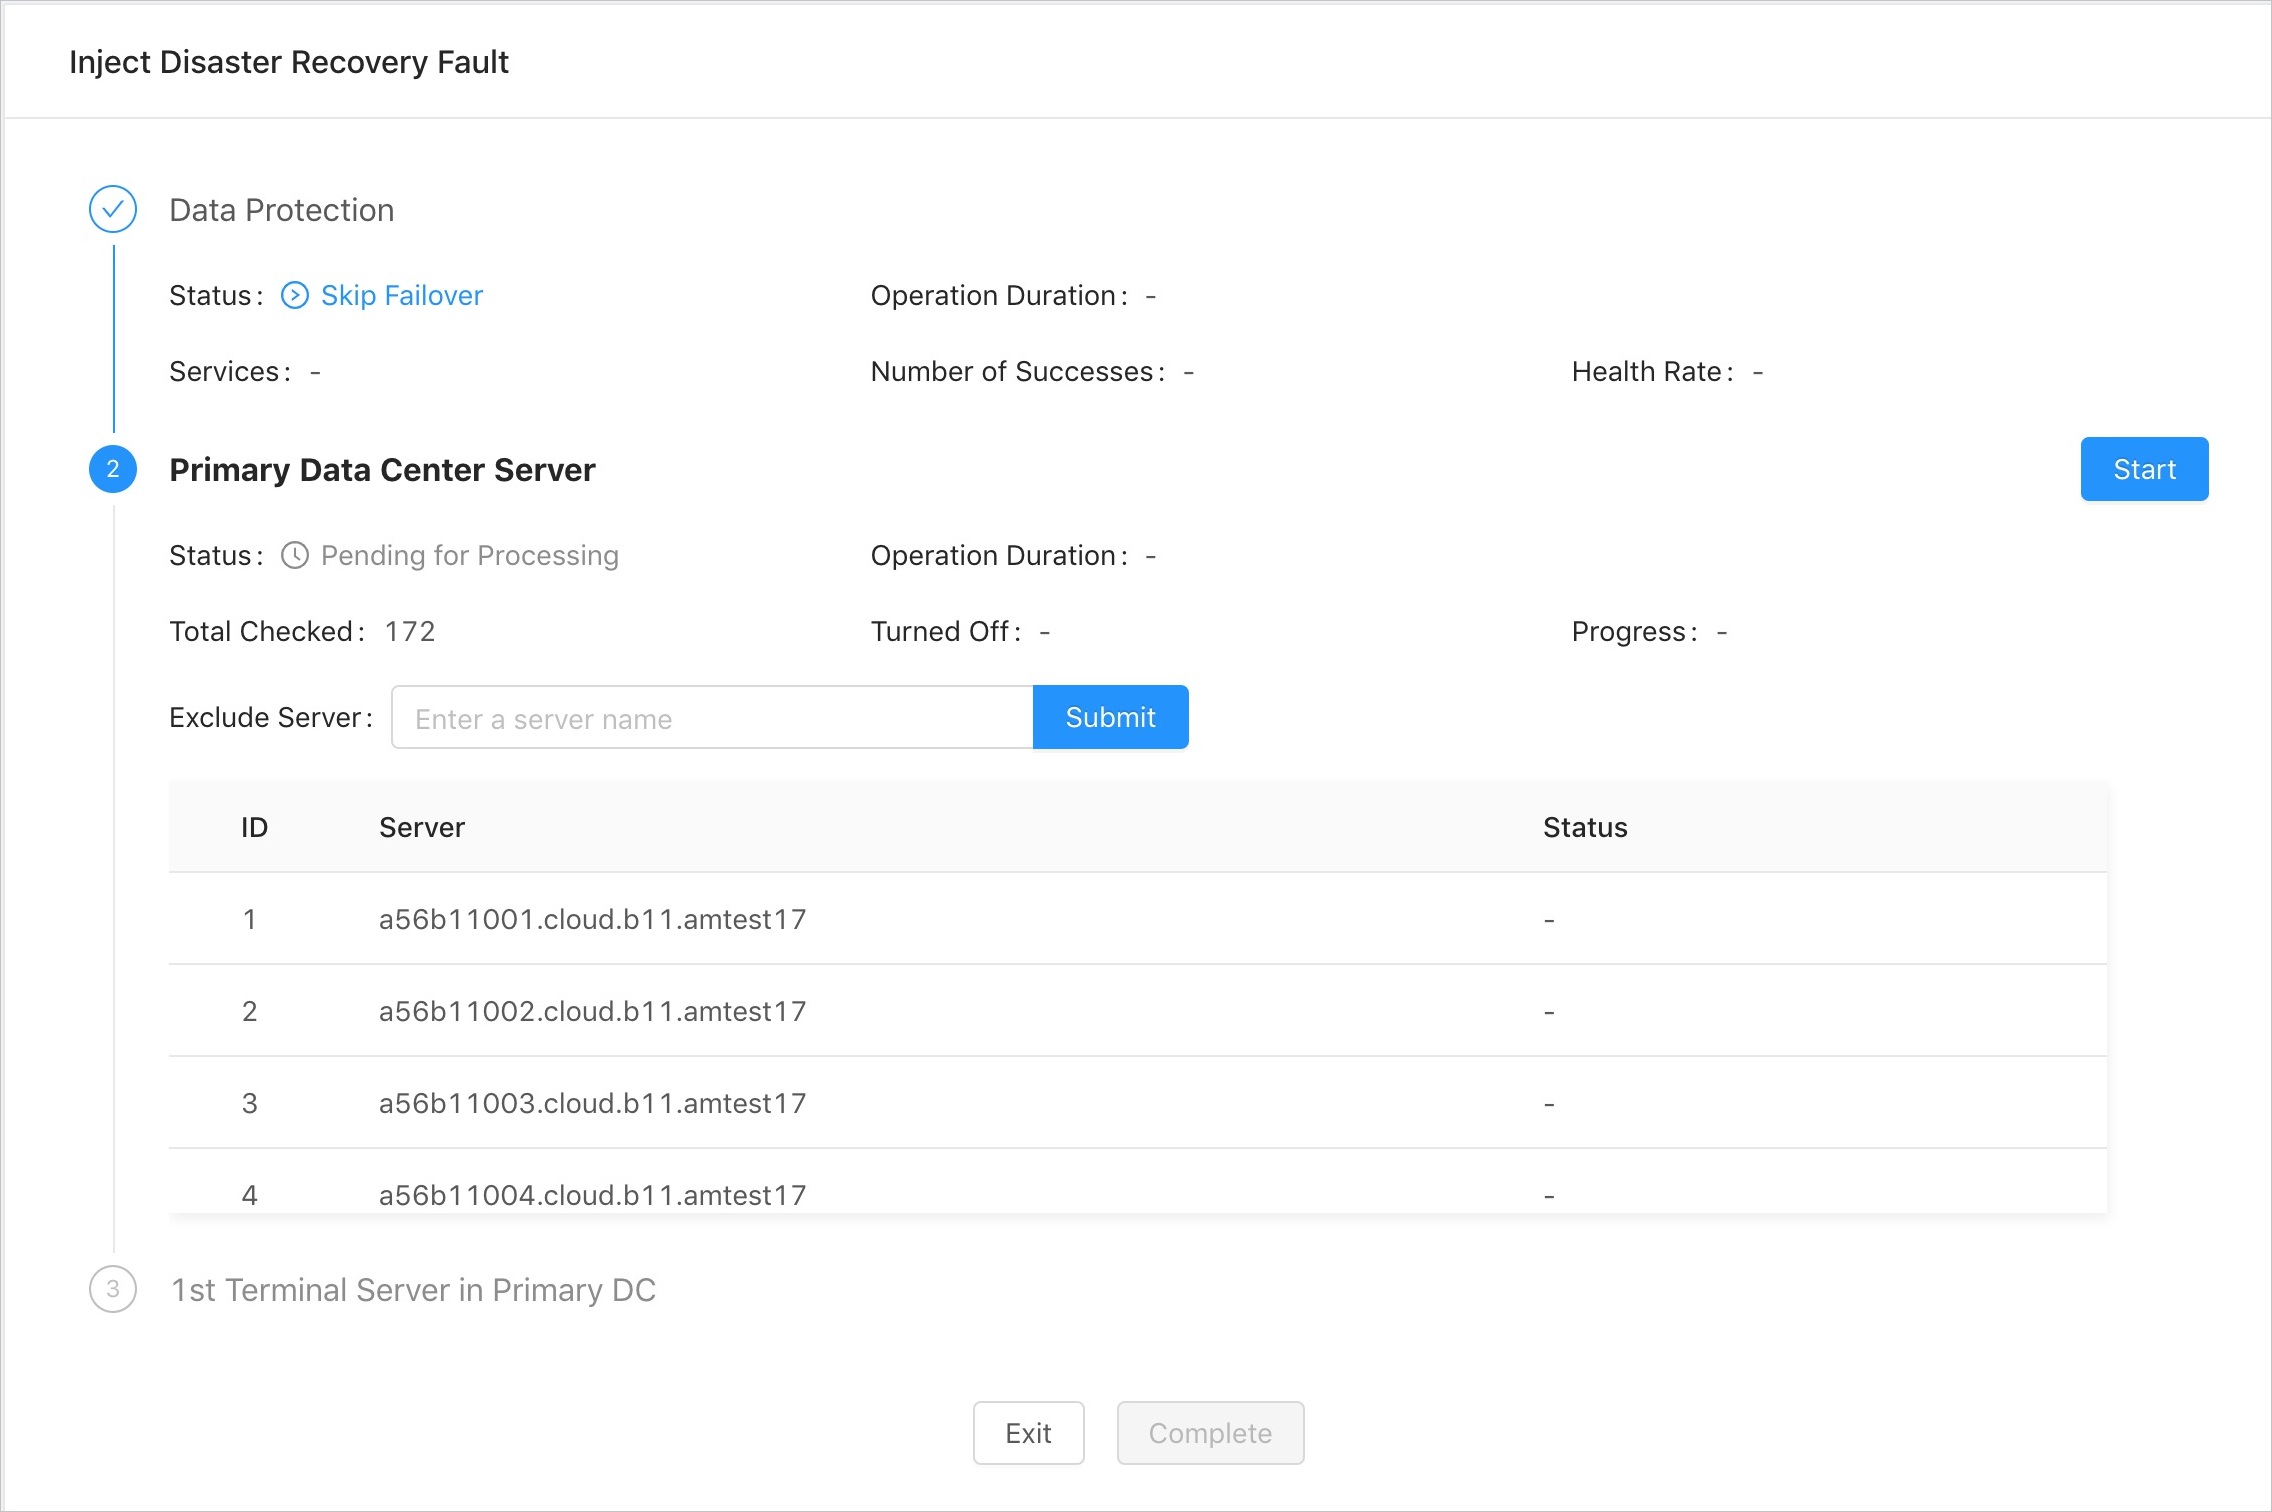 Inject Disaster Recovery Fault
Data Protection
Status: Skip Failover Operation Duration: -
Services: - Number of Successes: - Health Rate: -
2 Primary Data Center Server Start
Status: Pending for Processing Operation Duration: -
Total Checked: 172 Turned Off: - Progress: -
Exclude Server: Enter a server name Submit
ID Server Status
1 a56b11001.cloud.b11.amtest17 -
2 a56b11002.cloud.b11.amtest17 -
3 a56b11003.cloud.b11.amtest17 -
4 a56b11004.cloud.b11.amtest17 -
3 1st Terminal Server in Primary DC
Exit Complete